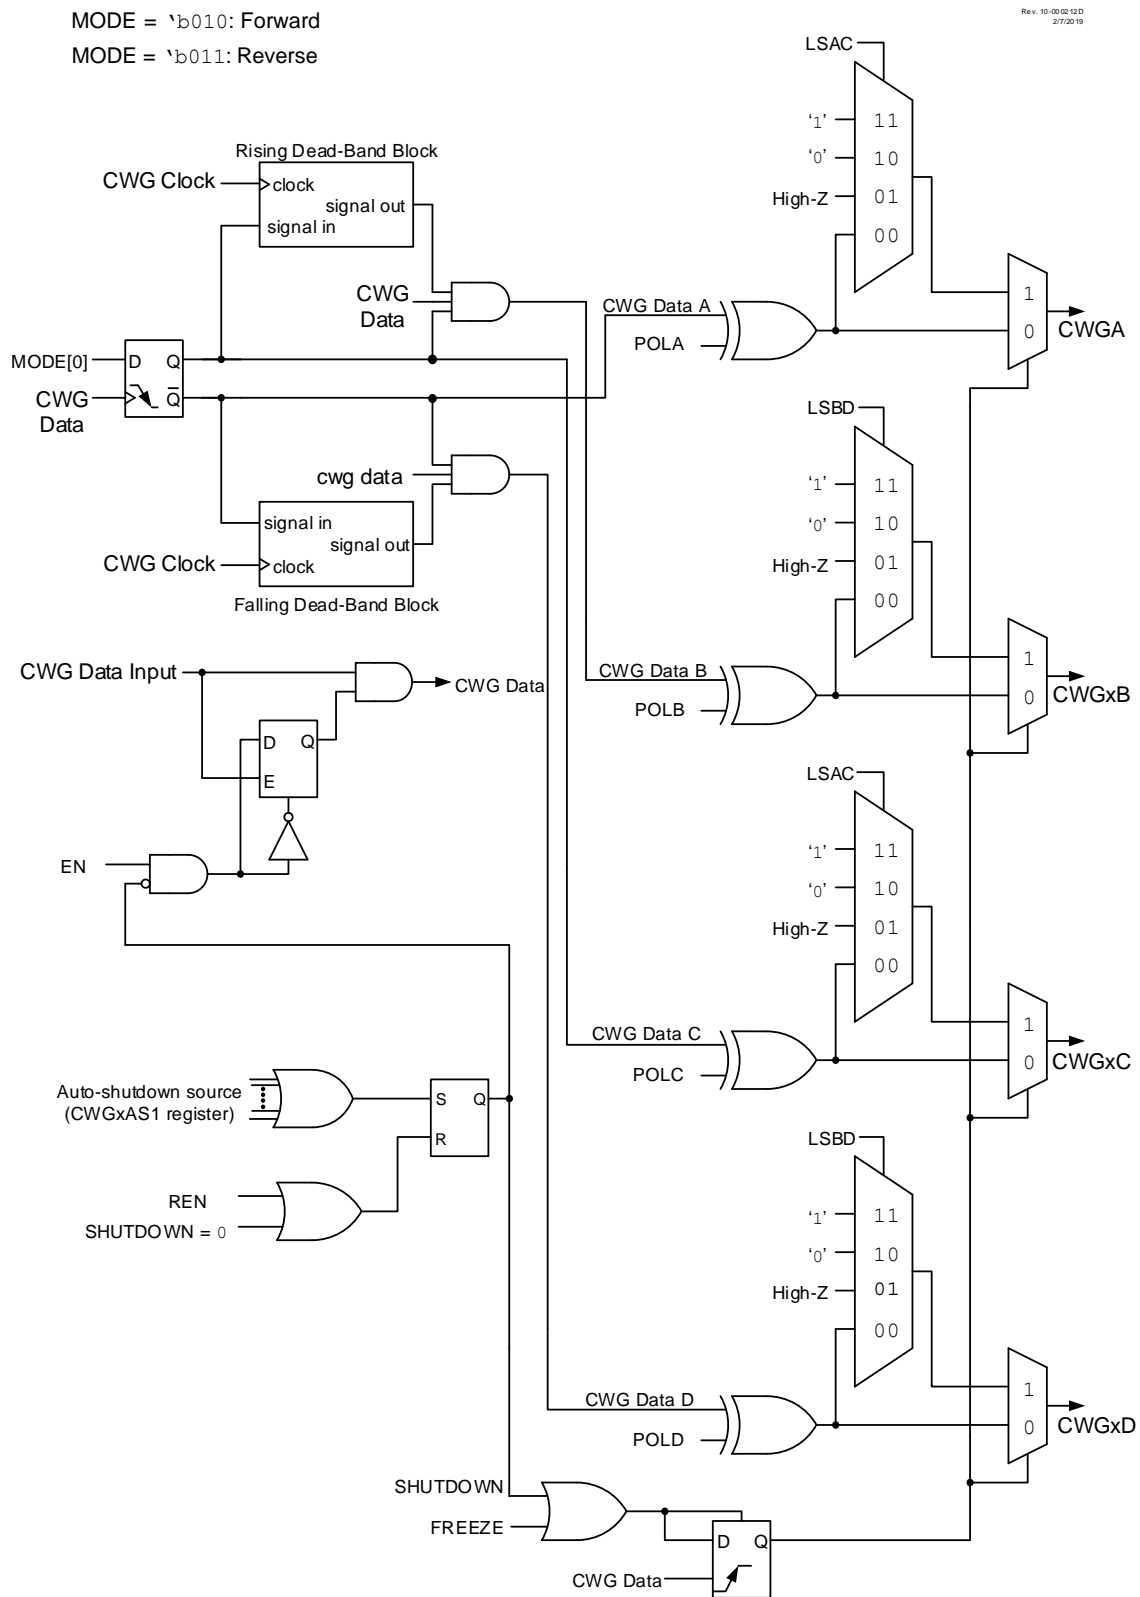 MODE = ‘b010: Forward
MODE = ‘b011: Reverse
Rev. 10-000212D
2/7/2019
LSAC
‘1’
11
‘0’
10
High-Z
01
00
Rising Dead-Band Block
CWG Clock
clock
signal out
signal in
CWG
Data
CWG Data A
POLA
1
0
CWGA
MODE[0]
D
Q
CWG
Data
Q
LSBD
‘1’
11
‘0’
10
High-Z
01
00
cwg data
signal in
signal out
CWG Clock
clock
Falling Dead-Band Block
CWG Data Input
CWG Data
D
Q
E
CWG Data B
POLB
1
0
CWGxB
EN
LSAC
‘1’
11
‘0’
10
High-Z
01
00
CWG Data C
POLC
1
0
CWGxC
Auto-shutdown source
(CWGxAS1 register)
S
Q
R
REN
SHUTDOWN = 0
LSBD
‘1’
11
‘0’
10
High-Z
01
00
CWG Data D
POLD
1
0
CWGxD
SHUTDOWN
FREEZE
D
Q
CWG Data